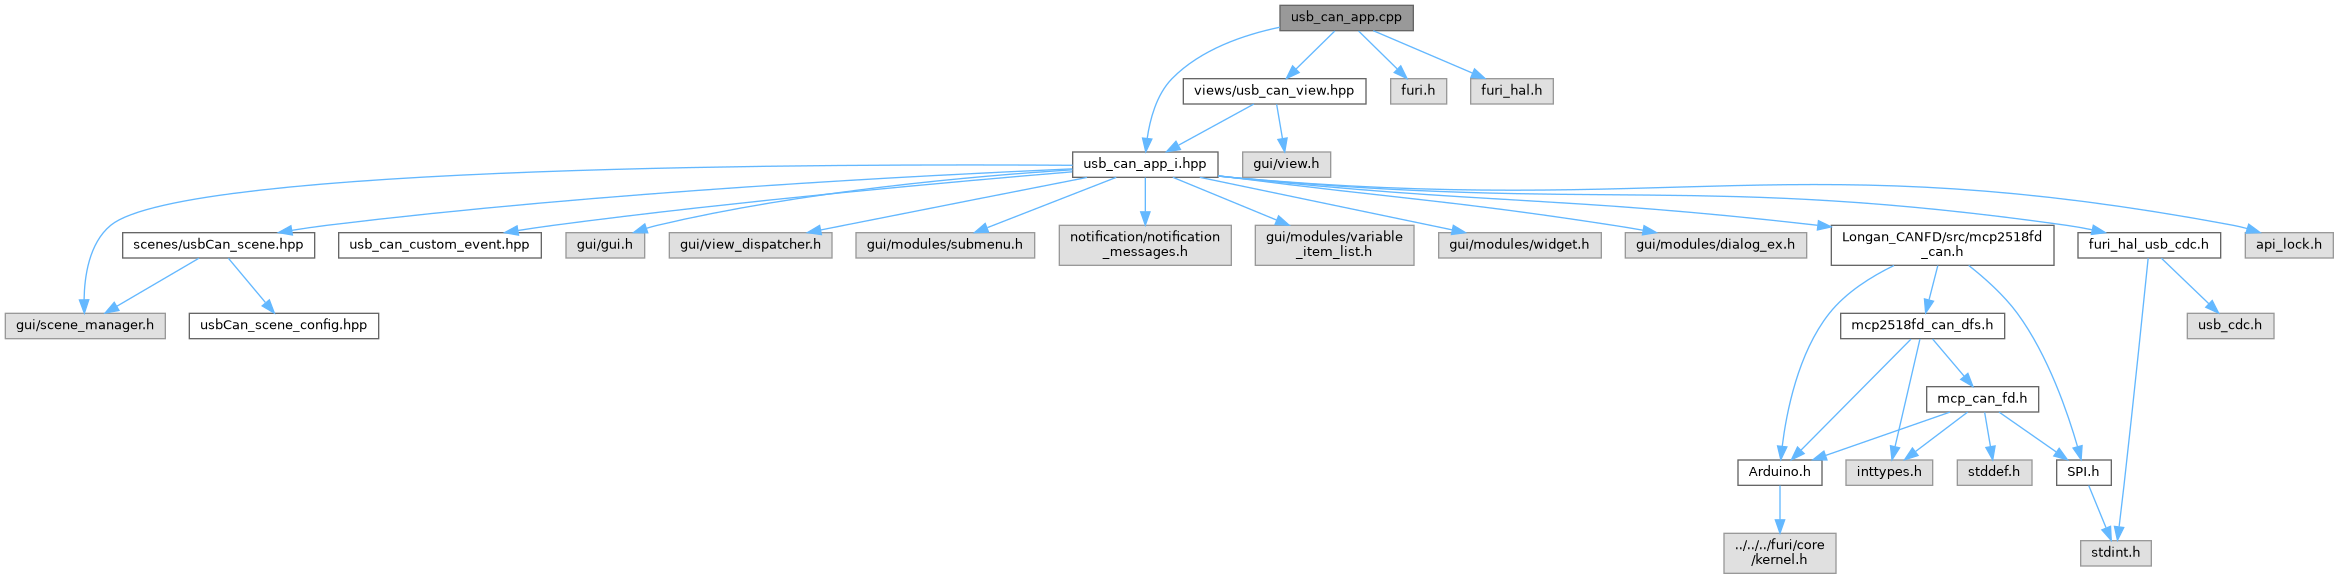 usb_can_app.cpp
views/usb_can_view.hpp
furi.h
furi_hal.h
usb_can_app_i.hpp
gui/view.h
scenes/usbCan_scene.hpp
usb_can_custom_event.hpp
gui/gui.h
gui/view_dispatcher.h
gui/modules/submenu.h
notification/notification
_messages.h
gui/modules/variable
_item_list.h
gui/modules/widget.h
gui/modules/dialog_ex.h
Longan_CANFD/src/mcp2518fd
_can.h
furi_hal_usb_cdc.h
api_lock.h
gui/scene_manager.h
usbCan_scene_config.hpp
mcp2518fd_can_dfs.h
usb_cdc.h
mcp_can_fd.h
Arduino.h
inttypes.h
stddef.h
SPI.h
../../../furi/core
/kernel.h
stdint.h